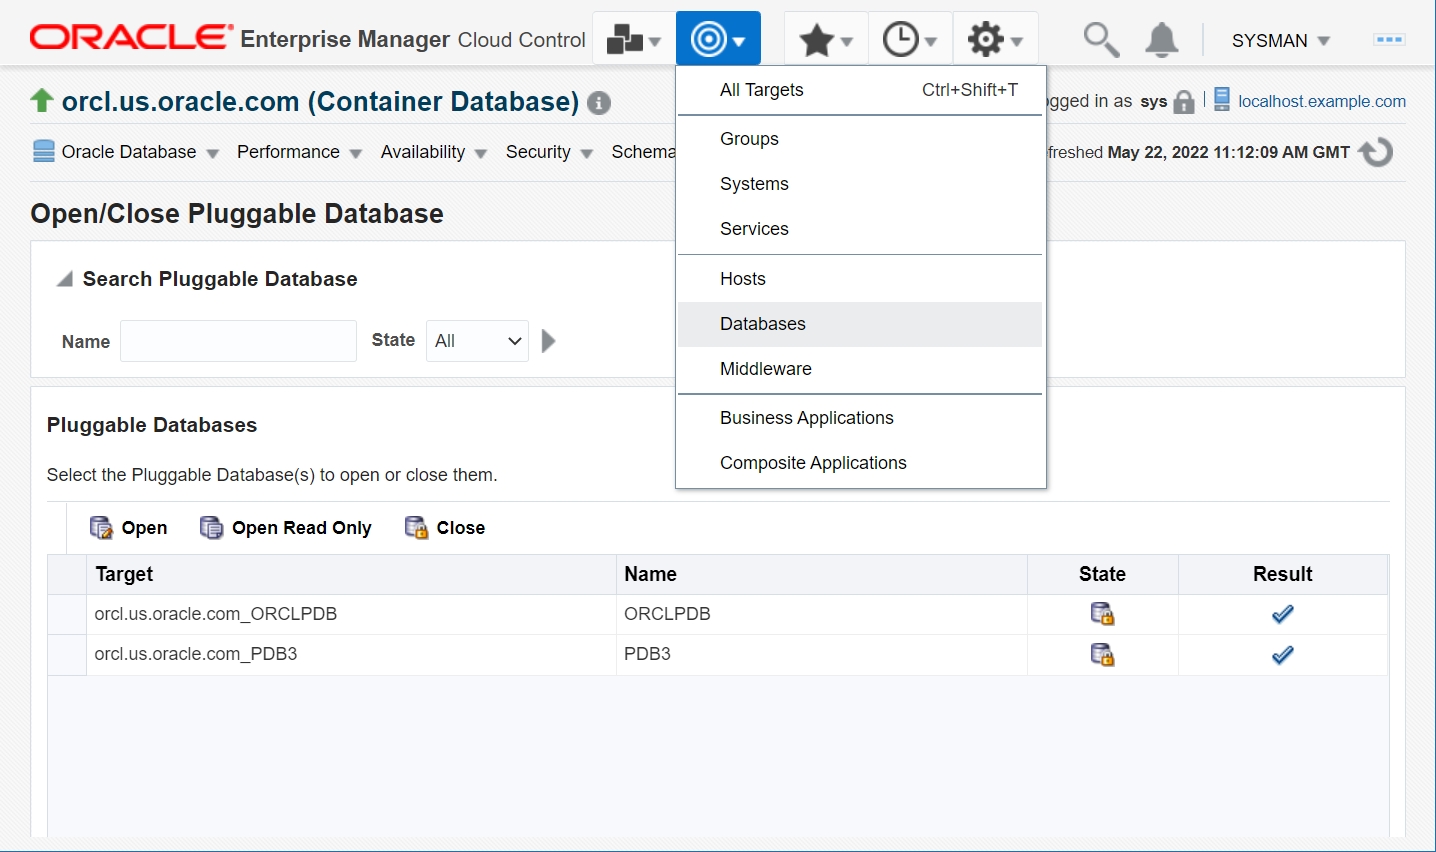 ORACLE® Enterprise Manager Cloud Control
SYSMAN
orcl.us.oracle.com (Container Database)
ogged in as sys localhost.example.com
Oracle Database Performance Availability Security Schema
freshed May 22, 2022 11:12:09 AM GMT
All Targets Ctrl+Shift+T
Groups
Systems
Services
Hosts
Databases
Middleware
Business Applications
Composite Applications
Open/Close Pluggable Database
Search Pluggable Database
Name State All
Pluggable Databases
Select the Pluggable Database(s) to open or close them.
Open Open Read Only Close
Target Name State Result
orcl.us.oracle.com_ORCLPDB ORCLPDB
orcl.us.oracle.com_PDB3 PDB3